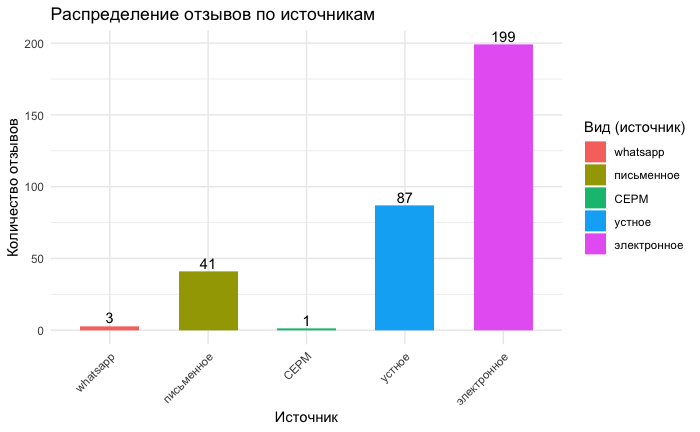 Распределение отзывов по источникам
Количество отзывов
200
150
100
50
0
3
41
1
87
199
whatsapp
письменное
СЕРМ
устное
электронное
Источник
Вид (источник)
whatsapp
письменное
СЕРМ
устное
электронное